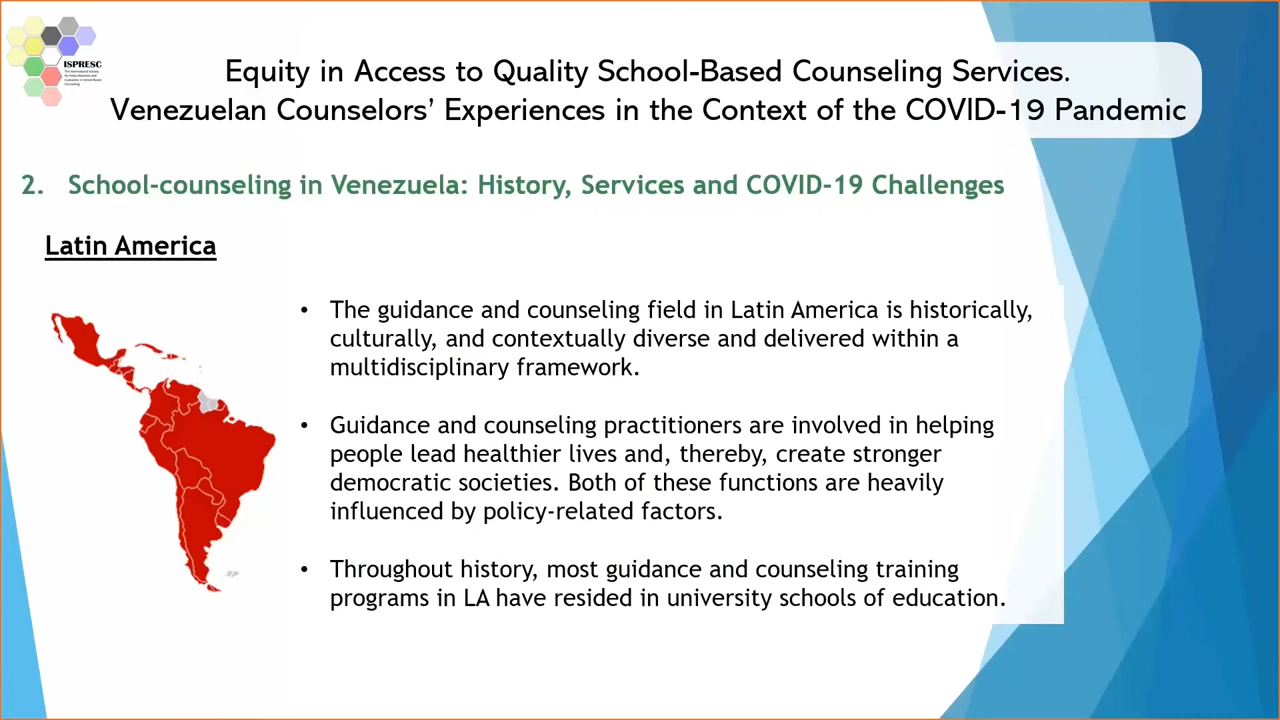 ISPRESC
Equity in Access to Quality School-Based Counseling Services.
Venezuelan Counselors’ Experiences in the Context of the COVID-19 Pandemic
2. School-counseling in Venezuela: History, Services and COVID-19 Challenges
Latin America
• The guidance and counseling field in Latin America is historically,
culturally, and contextually diverse and delivered within a
multidisciplinary framework.
• Guidance and counseling practitioners are involved in helping
people lead healthier lives and, thereby, create stronger
democratic societies. Both of these functions are heavily
influenced by policy-related factors.
• Throughout history, most guidance and counseling training
programs in LA have resided in university schools of education.